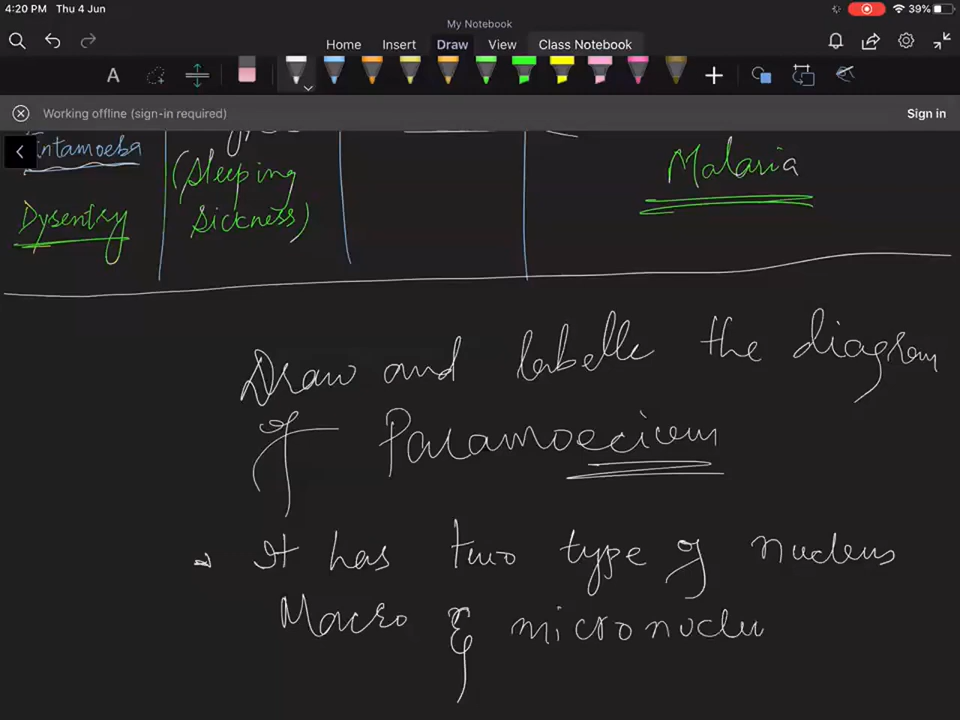 4:20 PM Thu 4 Jun
39%
My Notebook
Home Insert Draw View Class Notebook
A
Working offline (sign-in required)
Sign in
Entamoeba
(Sleeping
Sickness)
Dysentry
Malaria
Draw and labelle the diagram
of Paramoecium
It has two type of nucleus
Macro & micronucleu